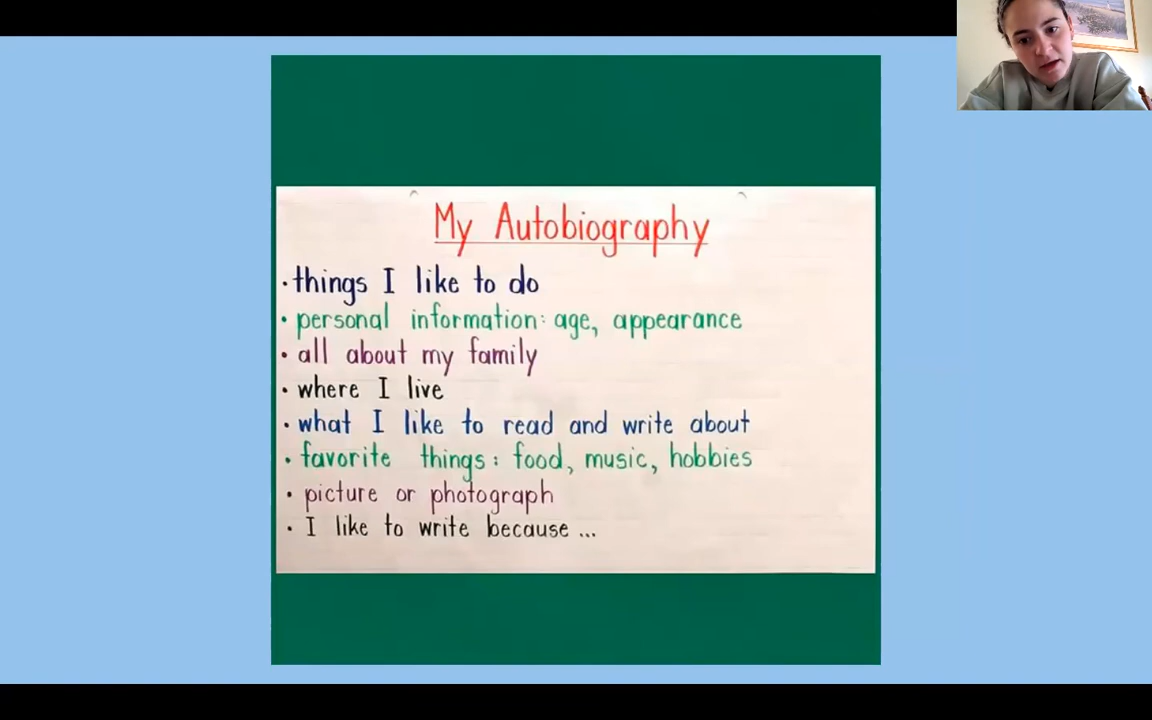 My Autobiography
· things I like to do
· personal information: age, appearance
· all about my family
· where I live
· what I like to read and write about
· favorite things: food, music, hobbies
· picture or photograph
· I like to write because ...